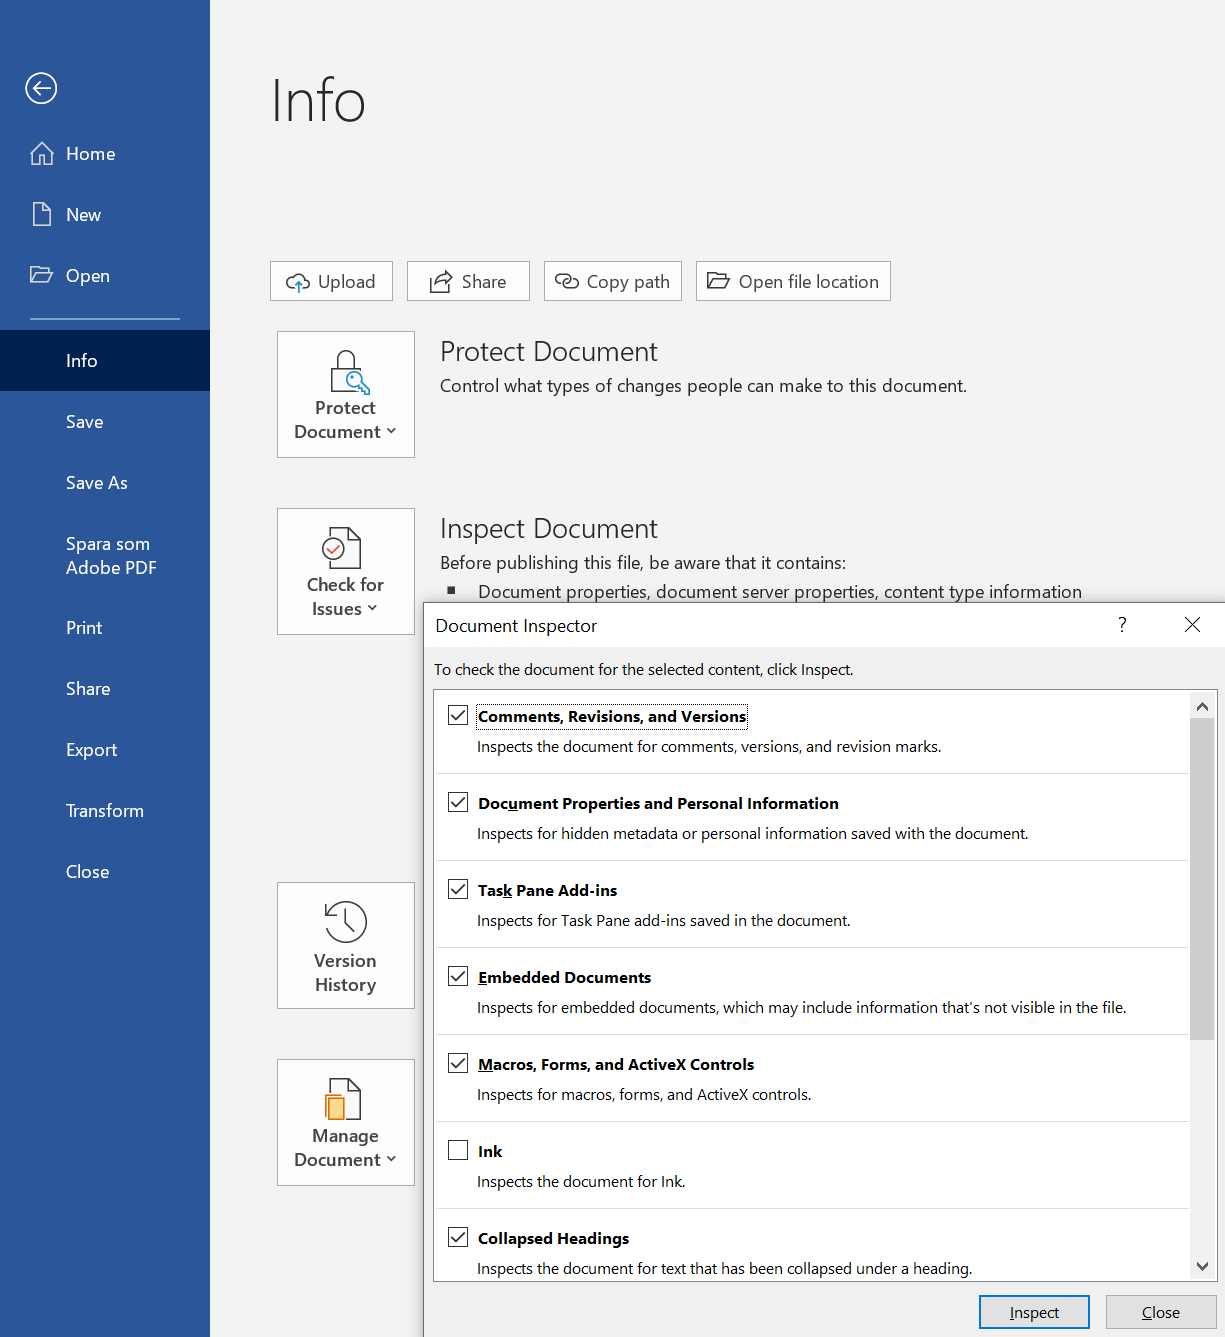 Info
Home
New
Open
Info
Save
Save As
Spara som
Adobe PDF
Print
Share
Export
Transform
Close
Upload
Share
Copy path
Open file location
Protect
Document
Protect Document
Control what types of changes people can make to this document.
Check for
Issues
Inspect Document
Before publishing this file, be aware that it contains:
Document properties, document server properties, content type information
Version
History
Manage
Document
Document Inspector
?
To check the document for the selected content, click Inspect.
Comments, Revisions, and Versions
Inspects the document for comments, versions, and revision marks.
Document Properties and Personal Information
Inspects for hidden metadata or personal information saved with the document.
Task Pane Add-ins
Inspects for Task Pane add-ins saved in the document.
Embedded Documents
Inspects for embedded documents, which may include information that's not visible in the file.
Macros, Forms, and ActiveX Controls
Inspects for macros, forms, and ActiveX controls.
Ink
Inspects the document for Ink.
Collapsed Headings
Inspects the document for text that has been collapsed under a heading.
Inspect
Close